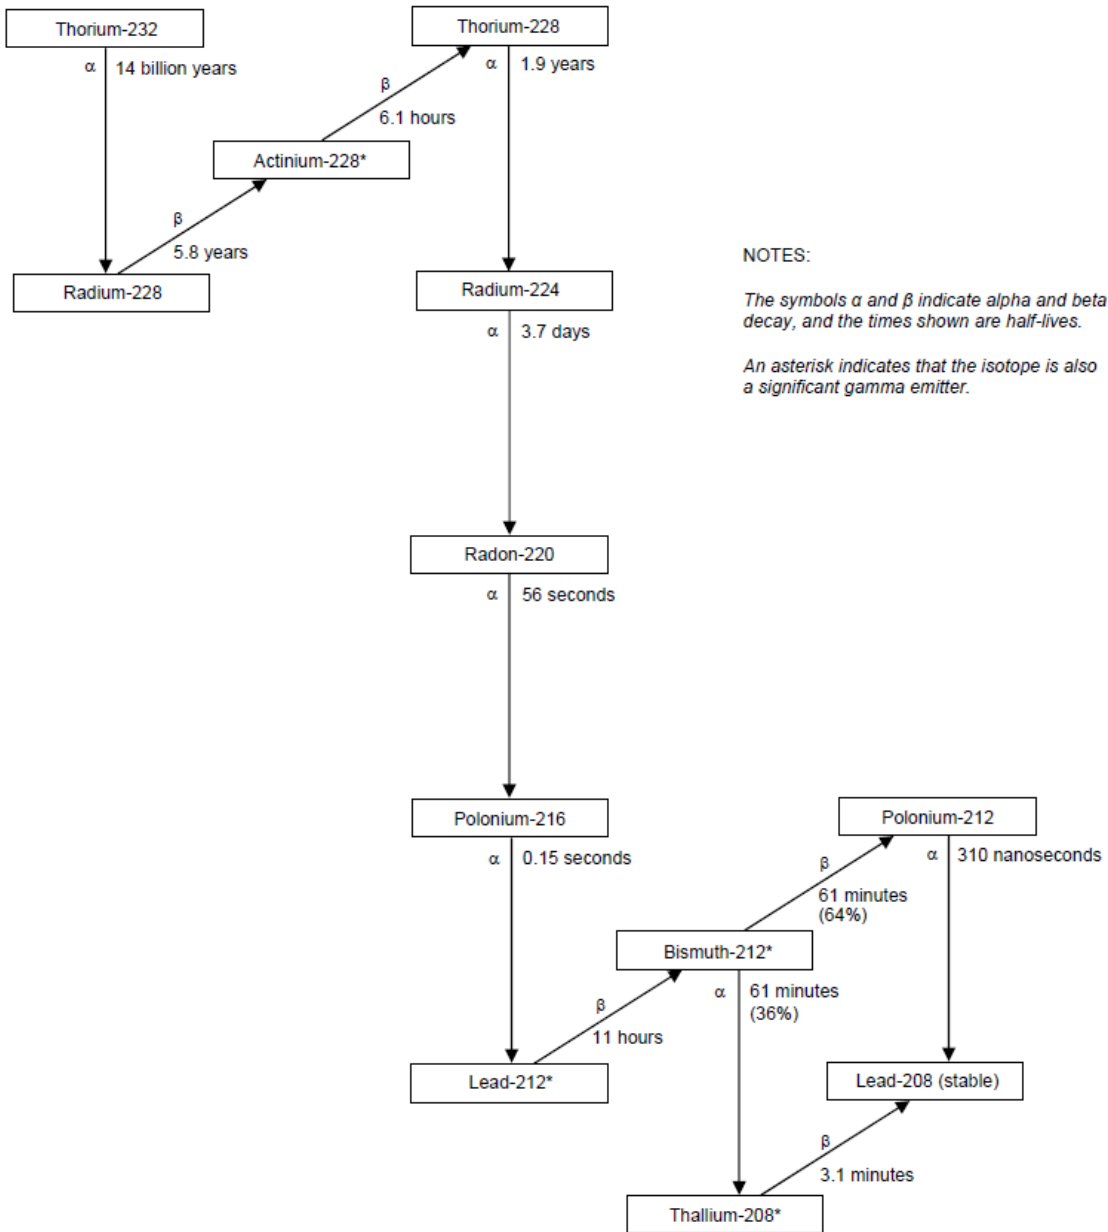 Thorium-232
Thorium-228
α 14 billion years
α 1.9 years
β
6.1 hours
Actinium-228*
β
5.8 years
Radium-228
Radium-224
α 3.7 days
NOTES:
The symbols α and β indicate alpha and beta
decay, and the times shown are half-lives.
An asterisk indicates that the isotope is also
a significant gamma emitter.
Radon-220
α 56 seconds
Polonium-216
Polonium-212
α 0.15 seconds
α 310 nanoseconds
β
61 minutes
(64%)
Bismuth-212*
α 61 minutes
(36%)
β
11 hours
Lead-212*
Lead-208 (stable)
β
3.1 minutes
Thallium-208*